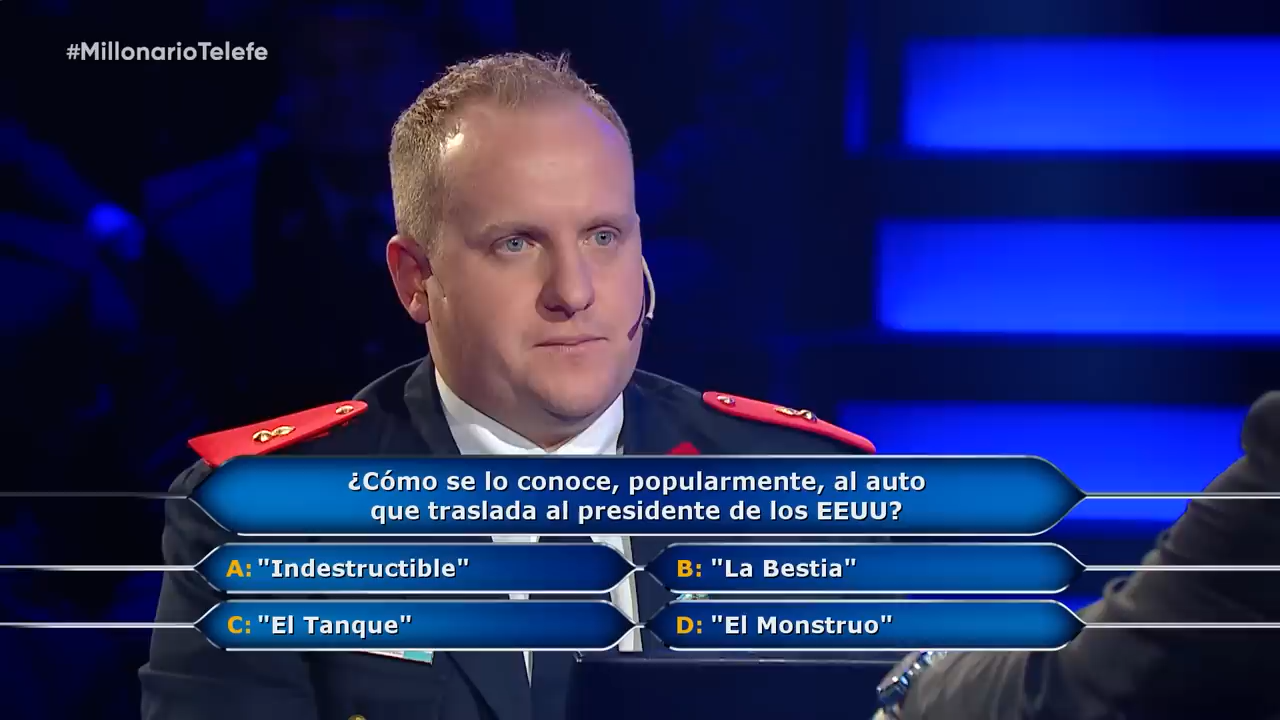 #MillonarioTelefe
¿Cómo se lo conoce, popularmente, al auto
que traslada al presidente de los EEUU?
A: "Indestructible"
B: "La Bestia"
C: "El Tanque"
D: "El Monstruo"